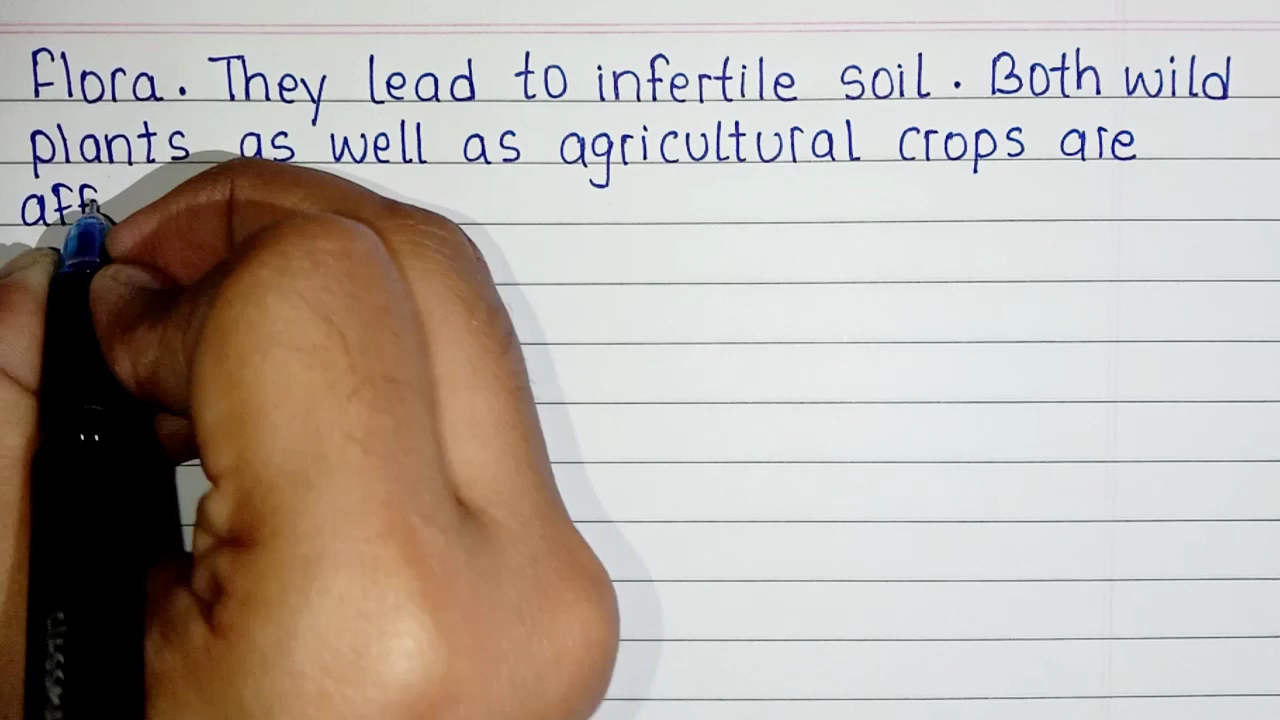 Flora. They lead to infertile soil. Both wild
plants as well as agricultural crops are
aff